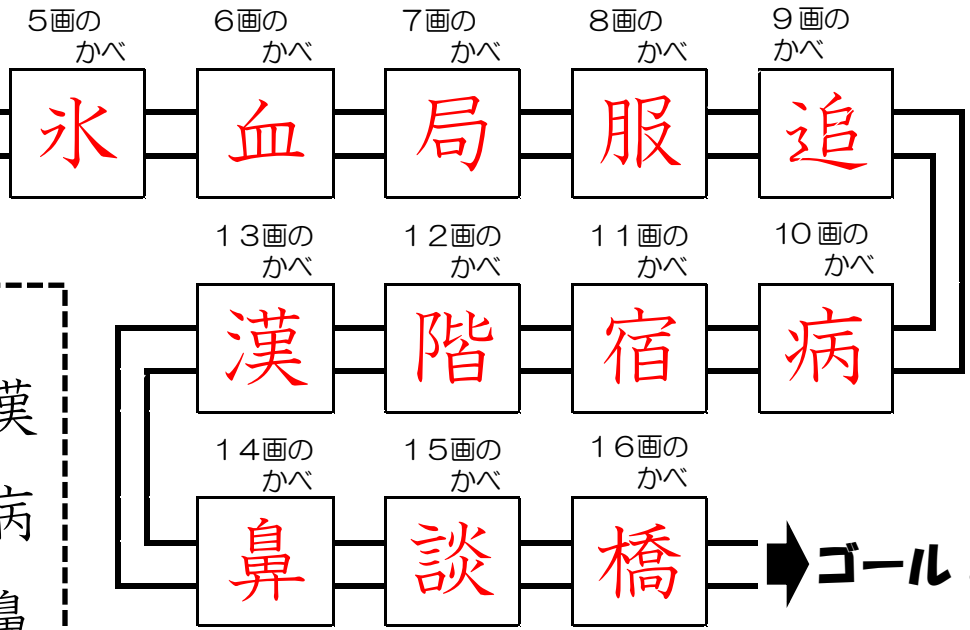 5画の
かべ
6画の
かべ
7画の
かべ
8画の
かべ
9画の
かべ
氷
血
局
服
追
13画の
かべ
12画の
かべ
11画の
かべ
10画の
かべ
漢
階
宿
病
漢
病
鼻
14画の
かべ
15画の
かべ
16画の
かべ
鼻
談
橋
ゴール